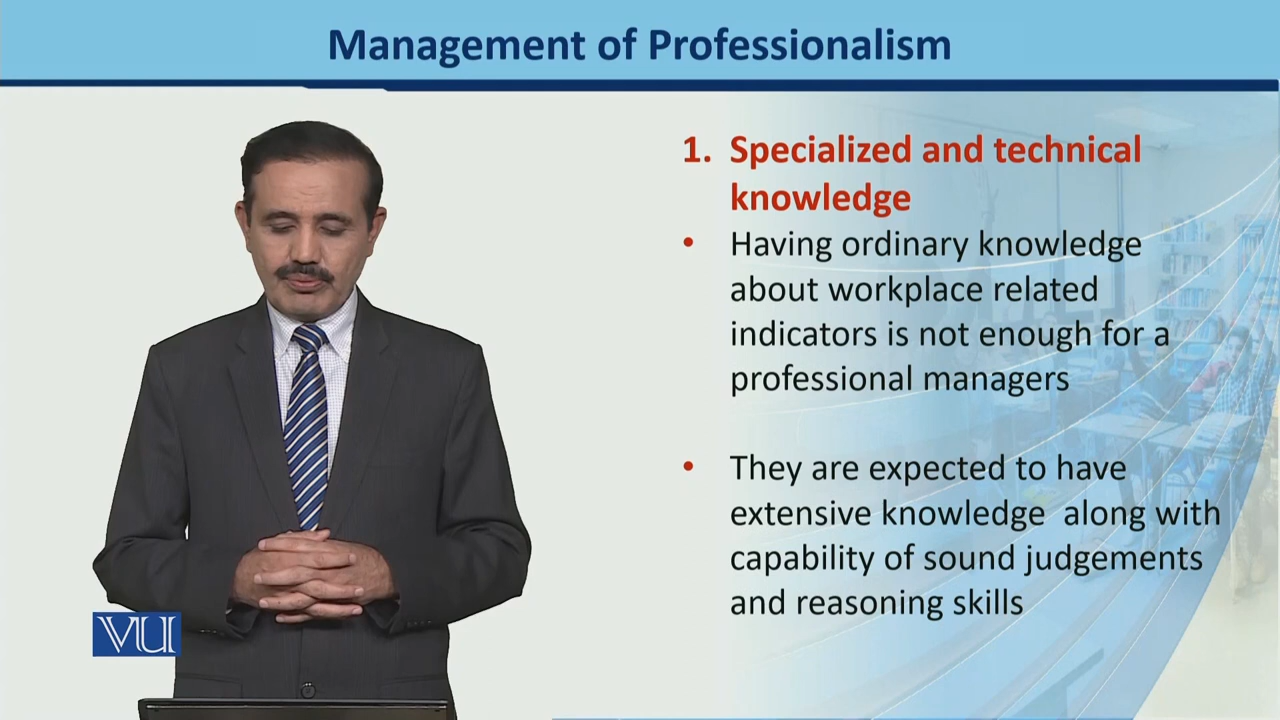 Management of Professionalism
1. Specialized and technical
knowledge
• Having ordinary knowledge
about workplace related
indicators is not enough for a
professional managers
• They are expected to have
extensive knowledge along with
capability of sound judgements
and reasoning skills
VU